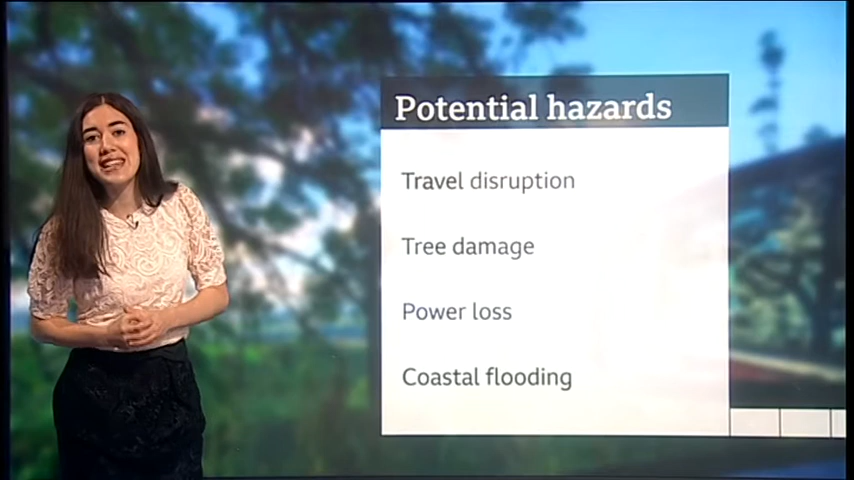 Potential hazards
Travel disruption
Tree damage
Power loss
Coastal flooding